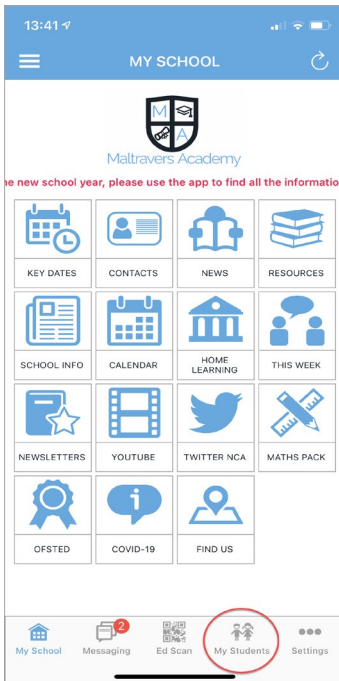 13:41
MY SCHOOL
M
A
Maltravers Academy
ne new school year, please use the app to find all the informatio
KEY DATES
CONTACTS
NEWS
RESOURCES
SCHOOL INFO
CALENDAR
HOME
LEARNING
THIS WEEK
NEWSLETTERS
YOUTUBE
TWITTER NCA
MATHS PACK
OFSTED
i
COVID-19
FIND US
2
My School
Messaging
Ed Scan
My Students
Settings